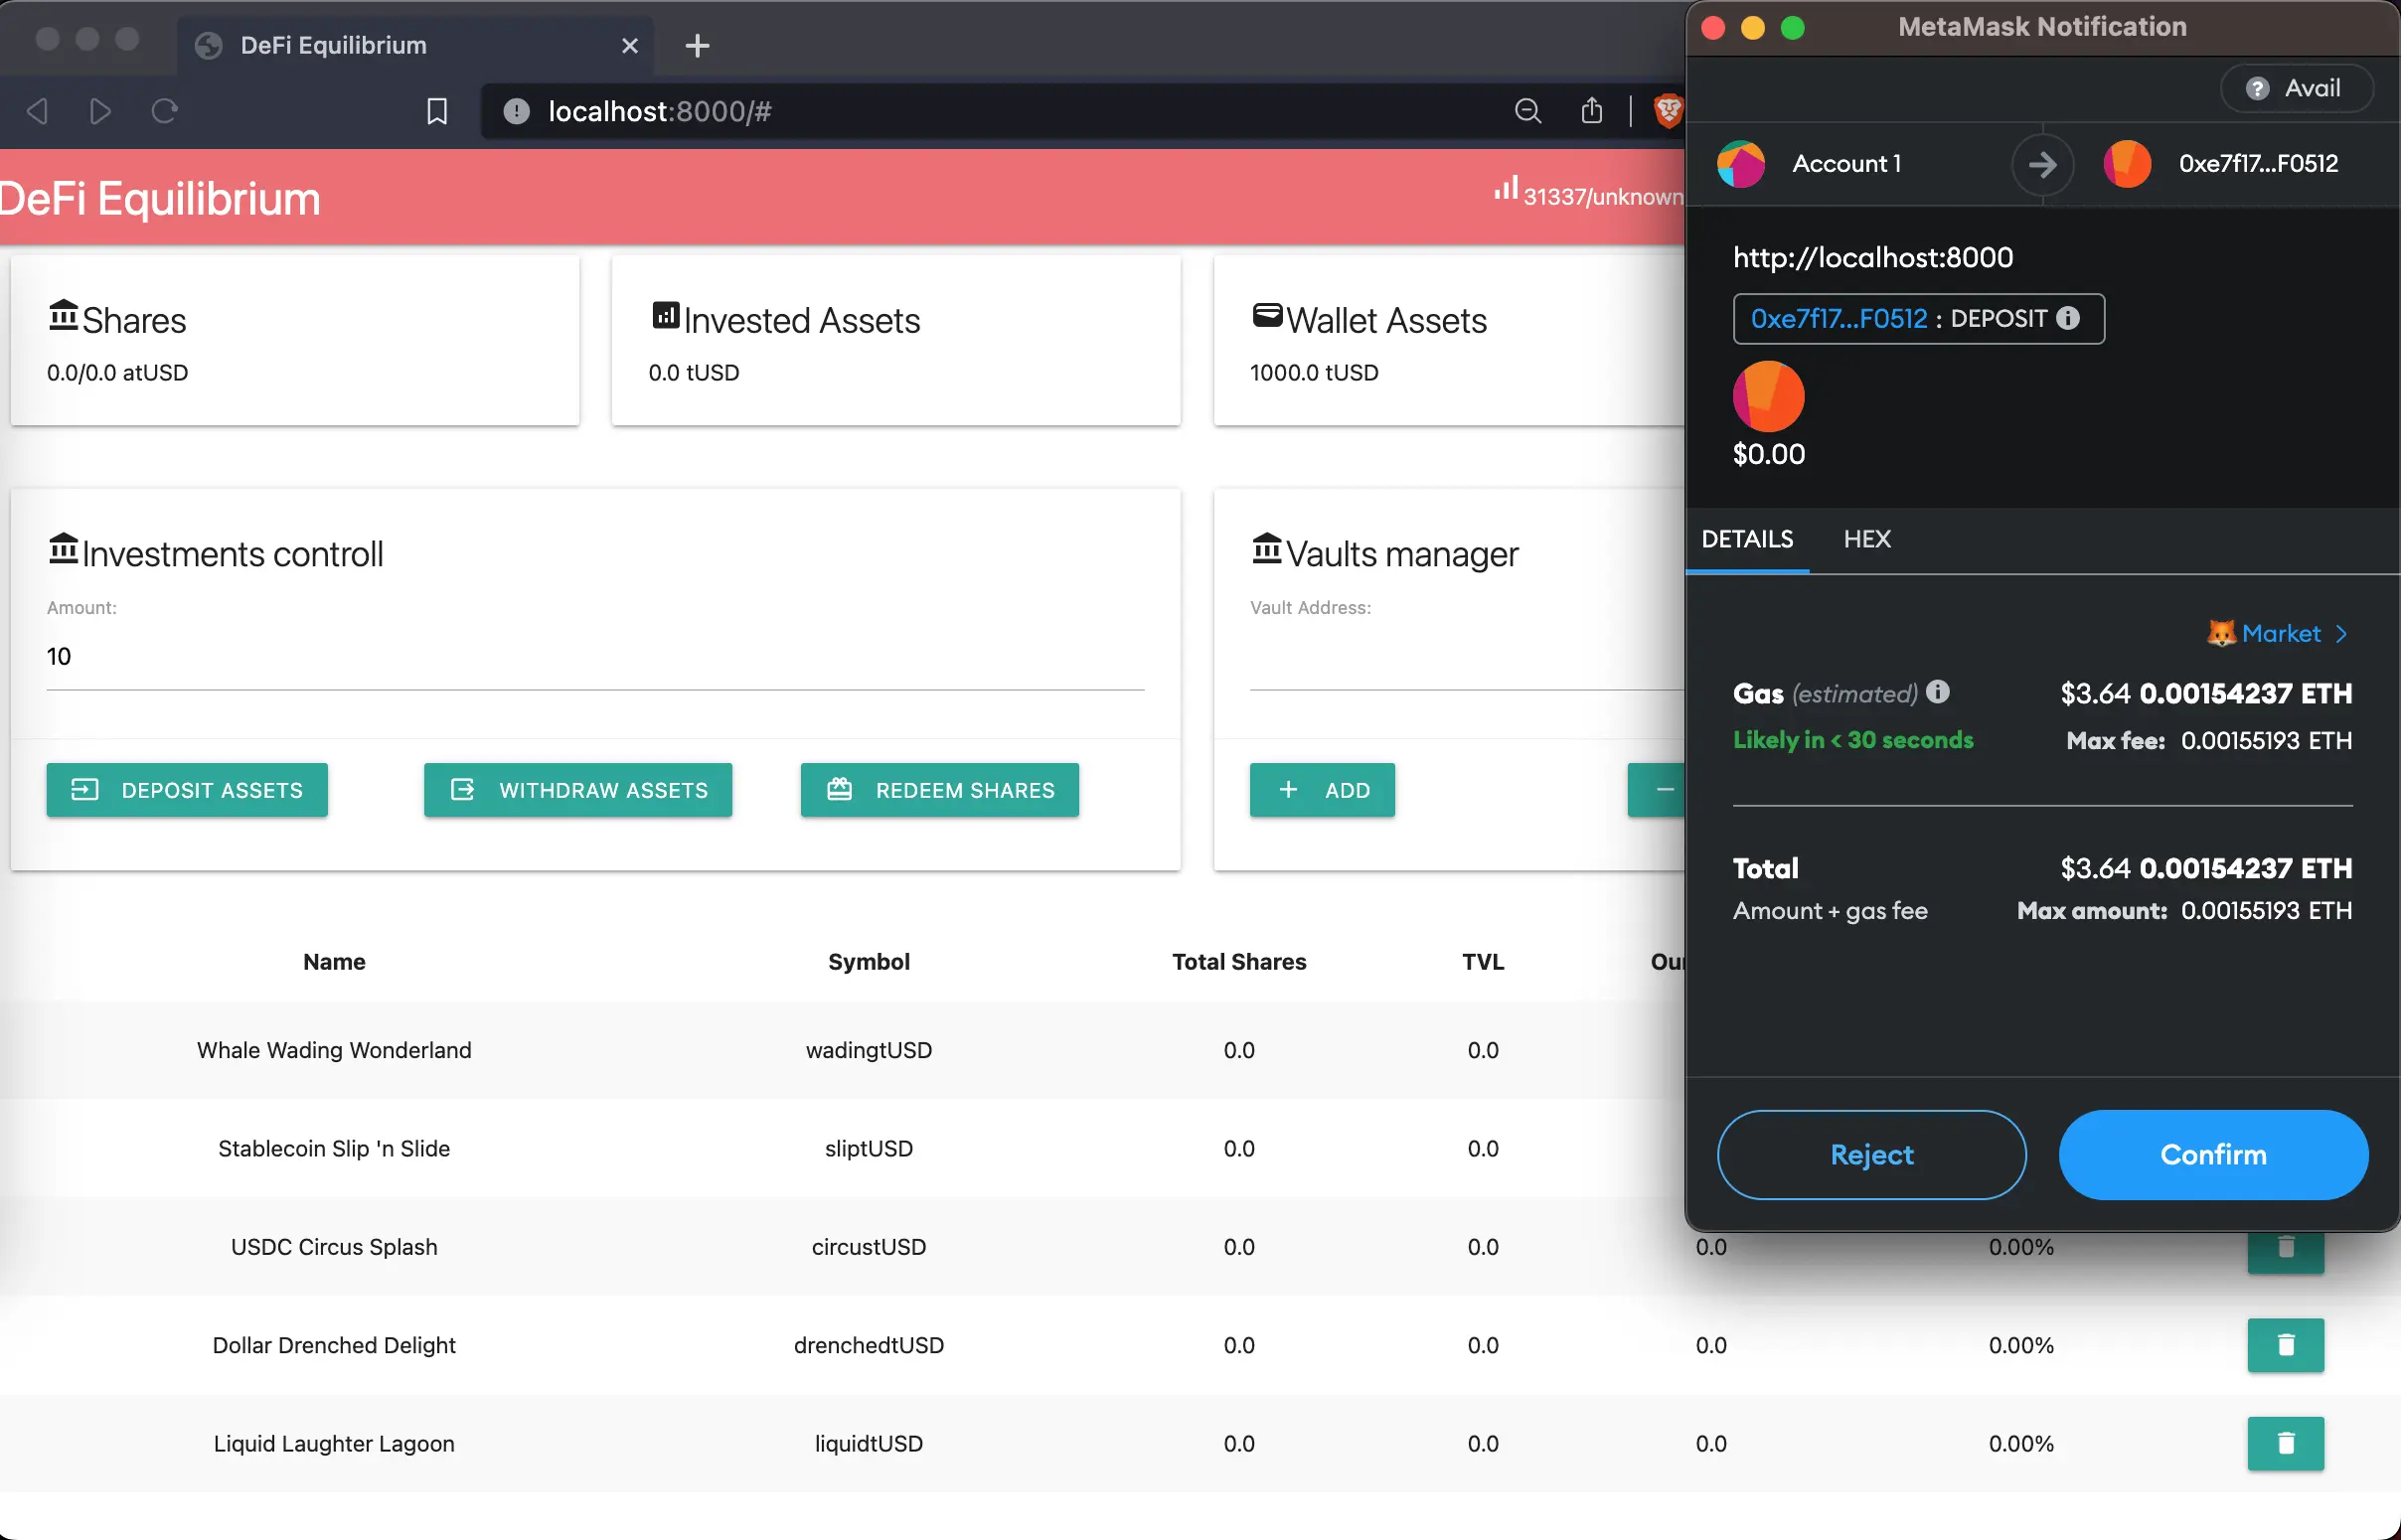 DeFi Equilibrium
localhost:8000/#
DeFi Equilibrium
31337/unknown
Shares
0.0/0.0 atUSD
Invested Assets
0.0 tUSD
Wallet Assets
1000.0 tUSD
Investments controll
Amount:
10
DEPOSIT ASSETS
WITHDRAW ASSETS
REDEEM SHARES
Vaults manager
Vault Address:
ADD
Name Symbol Total Shares TVL Our
Whale Wading Wonderland wadingtUSD 0.0 0.0
Stablecoin Slip 'n Slide sliptUSD 0.0 0.0
USDC Circus Splash circustUSD 0.0 0.0 0.0 0.00%
Dollar Drenched Delight drenchedtUSD 0.0 0.0 0.0 0.00%
Liquid Laughter Lagoon liquidtUSD 0.0 0.0 0.0 0.00%
MetaMask Notification
Avail
Account 1
0xe7f17...F0512
http://localhost:8000
0xe7f17...F0512 : DEPOSIT
$0.00
DETAILS HEX
Market
Gas (estimated) $3.64 0.00154237 ETH
Likely in < 30 seconds Max fee: 0.00155193 ETH
Total $3.64 0.00154237 ETH
Amount + gas fee Max amount: 0.00155193 ETH
Reject Confirm